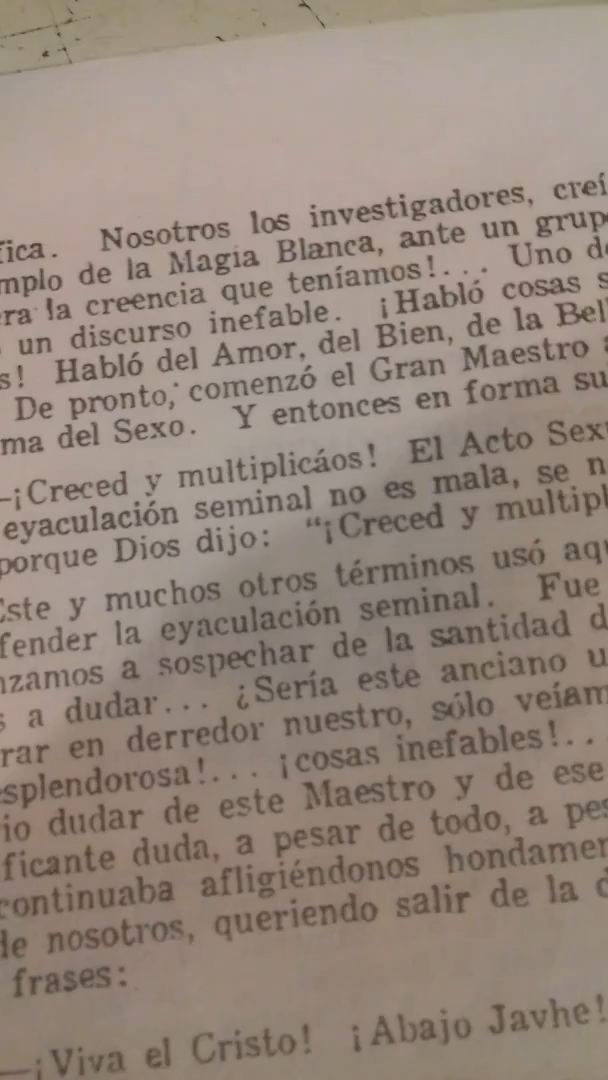 fica. Nosotros los investigadores, creí
mplo de la Magia Blanca, ante un grup
ra la creencia que teníamos!... Uno d
un discurso inefable. ¡Habló cosas s
s! Habló del Amor, del Bien, de la Bel
De pronto, comenzó el Gran Maestro a
ma del Sexo. Y entonces en forma su
—¡Creced y multiplicáos! El Acto Sex
eyaculación seminal no es mala, se n
porque Dios dijo: “¡Creced y multipl
Este y muchos otros términos usó aqu
fender la eyaculación seminal. Fue
nzamos a sospechar de la santidad d
s a dudar... ¿Sería este anciano u
rar en derredor nuestro, sólo veíam
splendorosa!... ¡cosas inefables!..
io dudar de este Maestro y de ese
ficante duda, a pesar de todo, a pes
continuaba afligiéndonos hondamen
de nosotros, queriendo salir de la d
frases:
—¡Viva el Cristo! ¡Abajo Javhe!